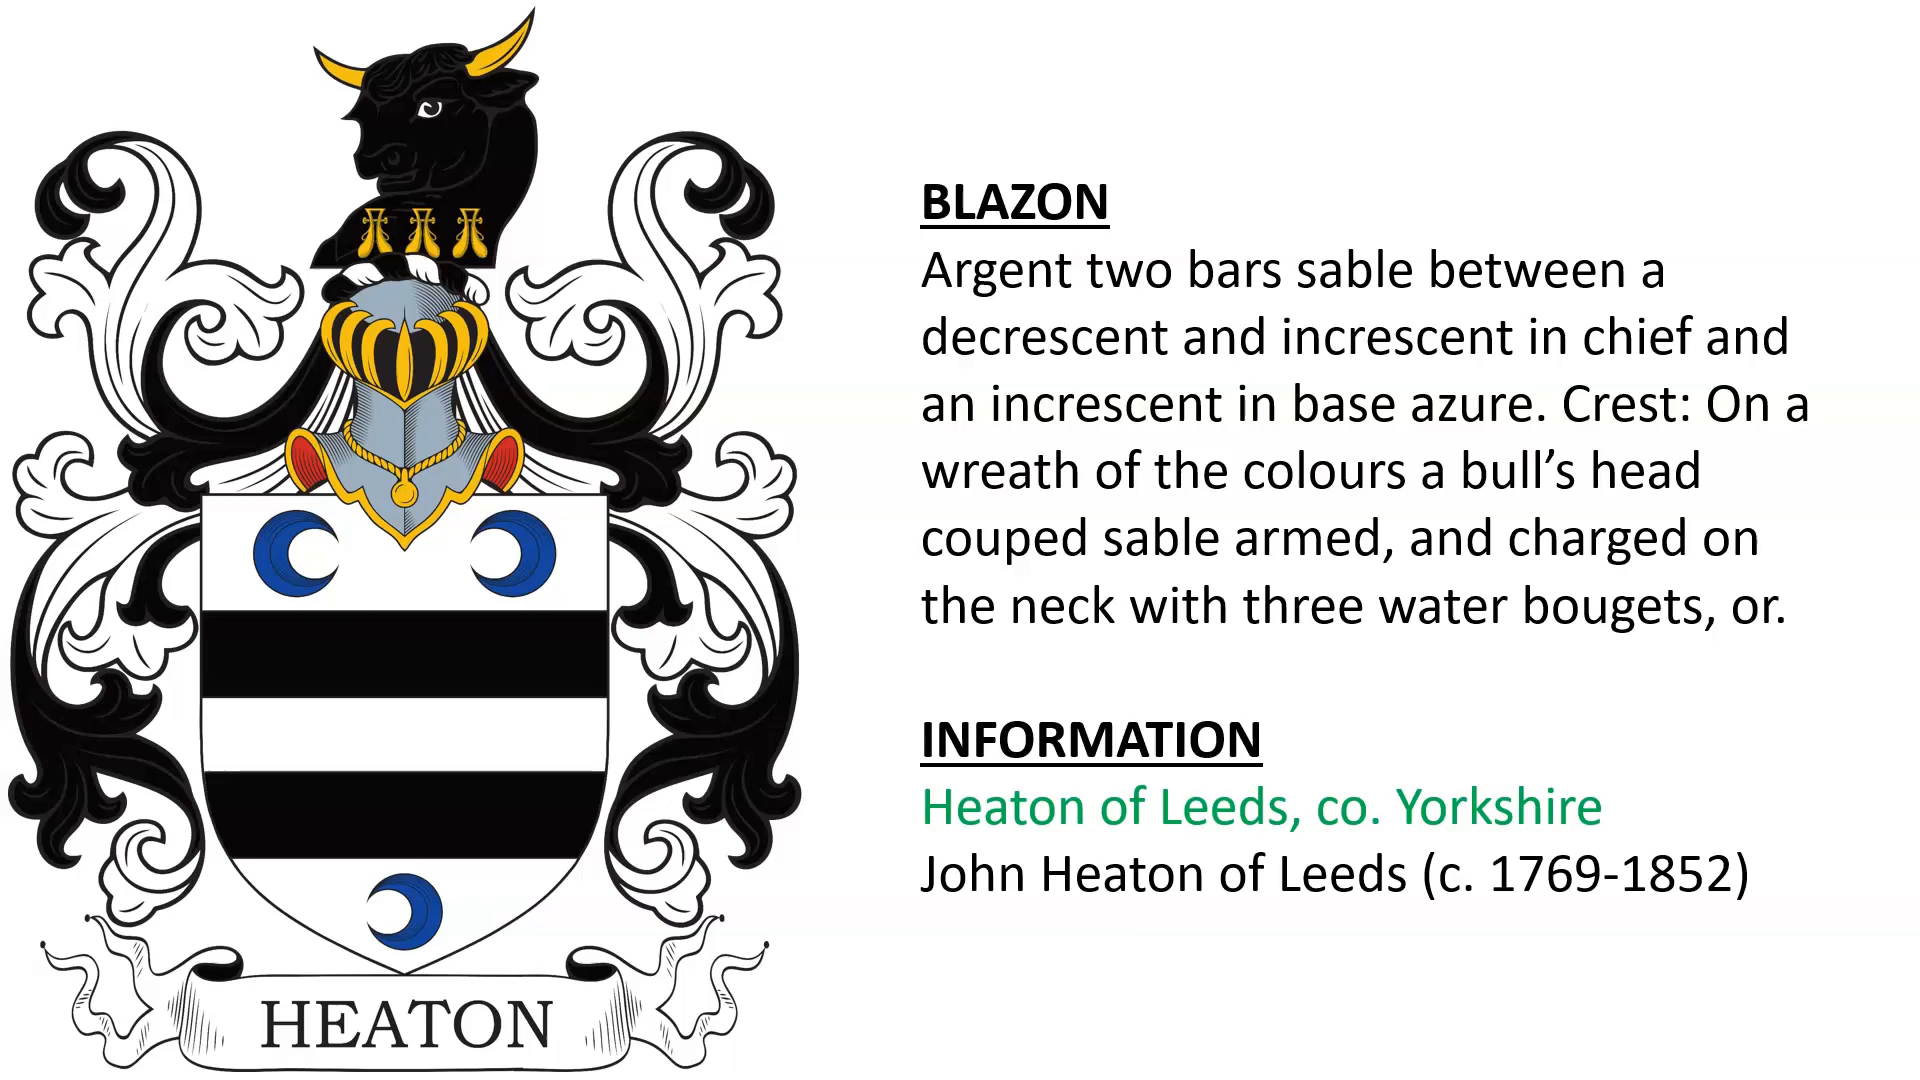 BLAZON
Argent two bars sable between a
decrescent and increscent in chief and
an increscent in base azure. Crest: On a
wreath of the colours a bull’s head
couped sable armed, and charged on
the neck with three water bougets, or.
INFORMATION
Heaton of Leeds, co. Yorkshire
John Heaton of Leeds (c. 1769-1852)
HEATON